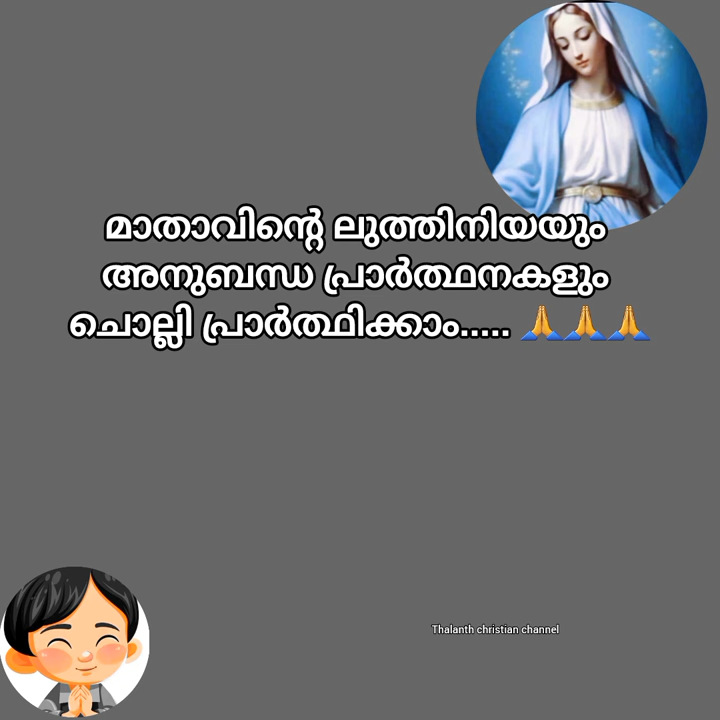 മാതാവിന്റെ ലുത്തിനിയയും
അനുബന്ധ പ്രാർത്ഥനകളും
ചൊല്ലി പ്രാർത്ഥിക്കാം..... 🙏🙏🙏
Thalanth christian channel